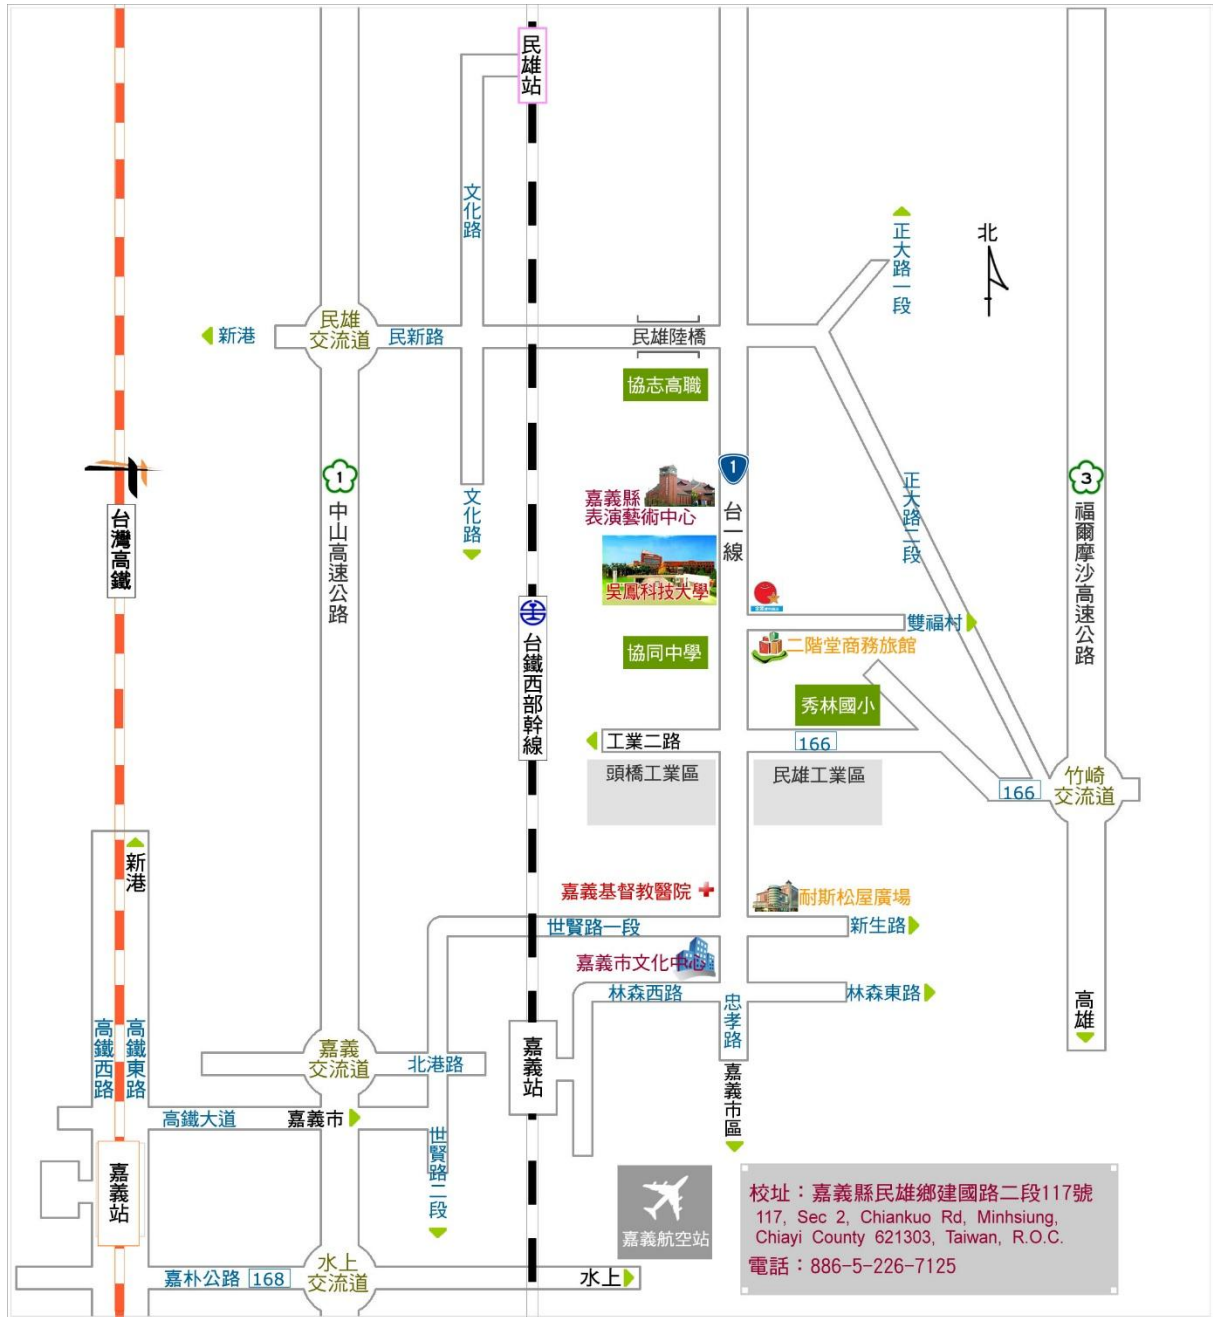 民雄站
文化路
正大路一段
北
新港
民雄
交流道
民新路
民雄陸橋
協志高職
台灣高鐵
1
中山高速公路
文化路
嘉義縣
表演藝術中心
1
台一線
正大路二段
3
福爾摩沙高速公路
吳鳳科技大學
雙福村
台鐵西部幹線
協同中學
二階堂商務旅館
秀林國小
工業二路
166
頭橋工業區
民雄工業區
166
竹崎
交流道
新港
嘉義基督教醫院
耐斯松屋廣場
世賢路一段
新生路
嘉義市文化中心
林森西路
林森東路
忠孝路
高雄
高鐵西路
高鐵東路
嘉義
交流道
北港路
嘉義站
嘉義市區
高鐵大道
嘉義市
世賢路二段
嘉義站
嘉義航空站
水上
交流道
嘉朴公路
168
水上
校址：嘉義縣民雄鄉建國路二段117號
117, Sec 2, Chiankuo Rd, Minhsiung,
Chiayi County 621303, Taiwan, R.O.C.
電話：886-5-226-7125